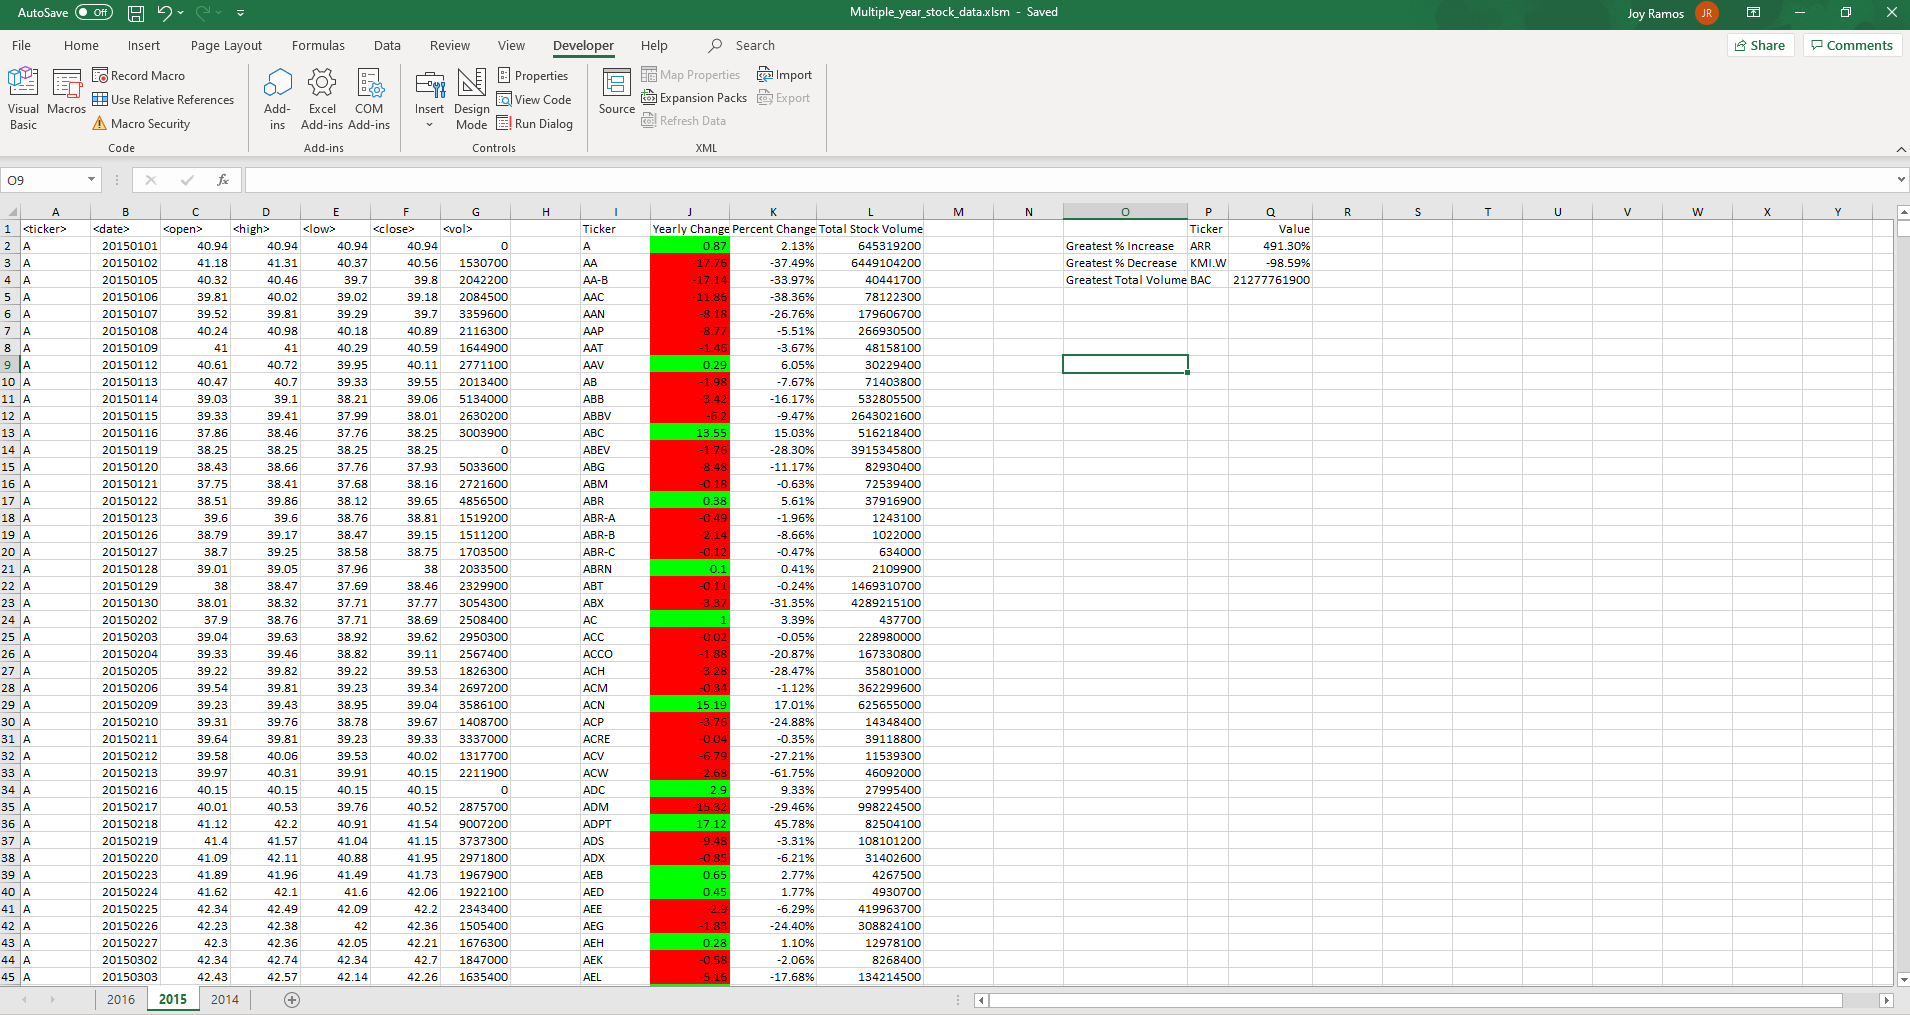 AutoSave Off Multiple_year_stock_data.xlsm - Saved Joy Ramos JR
File Home Insert Page Layout Formulas Data Review View Developer Help Search Share Comments
Visual Basic Macros Record Macro Use Relative References Macro Security Code
Add-ins Excel Add-ins COM Add-ins Add-ins
Insert Design Mode Properties View Code Run Dialog Controls
Source Map Properties Expansion Packs Refresh Data Import Export XML
O9 fx
A B C D E F G H I J K L M N O P Q R S T U V W X Y
1 <ticker> <date> <open> <high> <low> <close> <vol> Ticker Yearly Change Percent Change Total Stock Volume Ticker Value
2 A 20150101 40.94 40.94 40.94 40.94 0 A 0.87 2.13% 645319200 Greatest % Increase ARR 491.30%
3 A 20150102 41.18 41.31 40.37 40.56 1530700 AA -17.76 -37.49% 6449104200 Greatest % Decrease KMI.W -98.59%
4 A 20150105 40.32 40.46 39.7 39.8 2042200 AA-B -17.14 -33.97% 40441700 Greatest Total Volume BAC 21277761900
5 A 20150106 39.81 40.02 39.02 39.18 2084500 AAC -11.86 -38.36% 78122300
6 A 20150107 39.52 39.81 39.29 39.7 3359600 AAN -8.18 -26.76% 179606700
7 A 20150108 40.24 40.98 40.18 40.89 2116300 AAP -8.77 -5.51% 266930500
8 A 20150109 41 41 40.29 40.59 1644900 AAT -1.46 -3.67% 48158100
9 A 20150112 40.61 40.72 39.95 40.11 2771100 AAV 0.29 6.05% 30229400
10 A 20150113 40.47 40.7 39.33 39.55 2013400 AB -1.98 -7.67% 71403800
11 A 20150114 39.03 39.1 38.21 39.06 5134000 ABB -3.42 -16.17% 532805500
12 A 20150115 39.33 39.41 37.99 38.01 2630200 ABBV -6.2 -9.47% 2643021600
13 A 20150116 37.86 38.46 37.76 38.25 3003900 ABC 13.55 15.03% 516218400
14 A 20150119 38.25 38.25 38.25 38.25 0 ABEV -1.76 -28.30% 3915345800
15 A 20150120 38.43 38.66 37.76 37.93 5033600 ABG -8.48 -11.17% 82930400
16 A 20150121 37.75 38.41 37.68 38.16 2721600 ABM -0.18 -0.63% 72539400
17 A 20150122 38.51 39.86 38.12 39.65 4856500 ABR 0.38 5.61% 37916900
18 A 20150123 39.6 39.6 38.76 38.81 1519200 ABR-A -0.49 -1.96% 1243100
19 A 20150126 38.79 39.17 38.47 39.15 1511200 ABR-B -2.14 -8.66% 1022000
20 A 20150127 38.7 39.25 38.58 38.75 1703500 ABR-C -0.12 -0.47% 634000
21 A 20150128 39.01 39.05 37.96 38 2033500 ABRN 0.1 0.41% 2109900
22 A 20150129 38 38.47 37.69 38.46 2329900 ABT -0.11 -0.24% 1469310700
23 A 20150130 38.01 38.32 37.71 37.77 3054300 ABX -3.37 -31.35% 4289215100
24 A 20150202 37.9 38.76 37.71 38.69 2508400 AC 1 3.39% 437700
25 A 20150203 39.04 39.63 38.92 39.62 2950300 ACC -0.02 -0.05% 228980000
26 A 20150204 39.33 39.46 38.82 39.11 2567400 ACCO -1.88 -20.87% 167330800
27 A 20150205 39.22 39.82 39.22 39.53 1826300 ACH -3.28 -28.47% 35801000
28 A 20150206 39.54 39.81 39.23 39.34 2697200 ACM -0.34 -1.12% 362299600
29 A 20150209 39.23 39.43 38.95 39.04 3586100 ACN 15.19 17.01% 625655000
30 A 20150210 39.31 39.76 38.78 39.67 1408700 ACP -3.76 -24.88% 14348400
31 A 20150211 39.64 39.81 39.23 39.33 3337000 ACRE -0.04 -0.35% 39118800
32 A 20150212 39.58 40.06 39.53 40.02 1317700 ACV -6.79 -27.21% 11539300
33 A 20150213 39.97 40.31 39.91 40.15 2211900 ACW -2.68 -61.75% 46092000
34 A 20150216 40.15 40.15 40.15 40.15 0 ADC 2.9 9.33% 27995400
35 A 20150217 40.01 40.53 39.76 40.52 2875700 ADM -15.32 -29.46% 998224500
36 A 20150218 41.12 42.2 40.91 41.54 9007200 ADPT 17.12 45.78% 82504100
37 A 20150219 41.4 41.57 41.04 41.15 3737300 ADS -9.48 -3.31% 108101200
38 A 20150220 41.09 42.11 40.88 41.95 2971800 ADX -0.85 -6.21% 31402600
39 A 20150223 41.89 41.96 41.49 41.73 1967900 AEB 0.65 2.77% 4267500
40 A 20150224 41.62 42.1 41.6 42.06 1922100 AED 0.45 1.77% 4930700
41 A 20150225 42.34 42.49 42.09 42.2 2343400 AEE -2.9 -6.29% 419963700
42 A 20150226 42.23 42.38 42 42.36 1505400 AEG -1.83 -24.40% 308824100
43 A 20150227 42.3 42.36 42.05 42.21 1676300 AEH 0.28 1.10% 12978100
44 A 20150302 42.34 42.74 42.34 42.7 1847000 AEK -0.58 -2.06% 8268400
45 A 20150303 42.43 42.57 42.14 42.26 1635400 AEL -5.16 -17.68% 134214500
2016 2015 2014